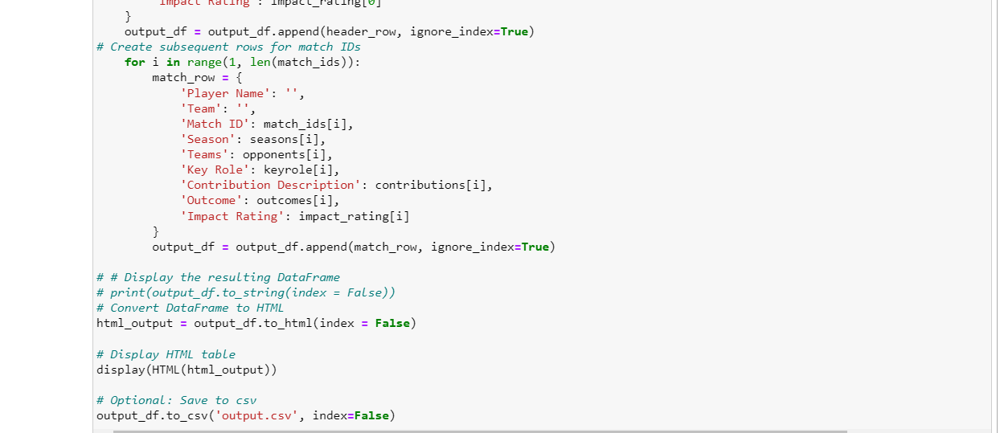 'Impact Rating': impact_rating[0]
    }
    output_df = output_df.append(header_row, ignore_index=True)
# Create subsequent rows for match IDs
    for i in range(1, len(match_ids)):
        match_row = {
            'Player Name': '',
            'Team': '',
            'Match ID': match_ids[i],
            'Season': seasons[i],
            'Teams': opponents[i],
            'Key Role': keyrole[i],
            'Contribution Description': contributions[i],
            'Outcome': outcomes[i],
            'Impact Rating': impact_rating[i]
        }
        output_df = output_df.append(match_row, ignore_index=True)
# # Display the resulting DataFrame
# print(output_df.to_string(index = False))
# Convert DataFrame to HTML
html_output = output_df.to_html(index = False)
# Display HTML table
display(HTML(html_output))
# Optional: Save to csv
output_df.to_csv('output.csv', index=False)